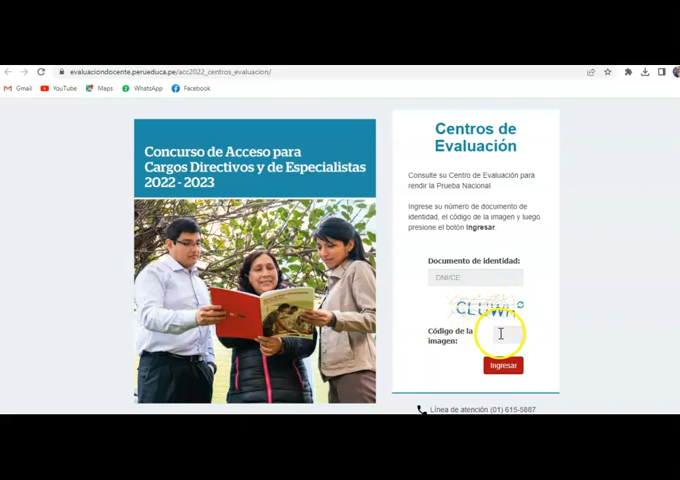 evaluaciondocente.perueduca.pe/acc2022_centros_evaluacion/
Gmail YouTube Maps WhatsApp Facebook
Concurso de Acceso para
Cargos Directivos y de Especialistas
2022 - 2023
Centros de
Evaluación
Consulte su Centro de Evaluación para
rendir la Prueba Nacional
Ingrese su número de documento de
identidad, el código de la imagen y luego
presione el botón Ingresar.
Documento de identidad:
DNI/CE
Código de la
imagen:
Ingresar
Línea de atención (01) 615-5887